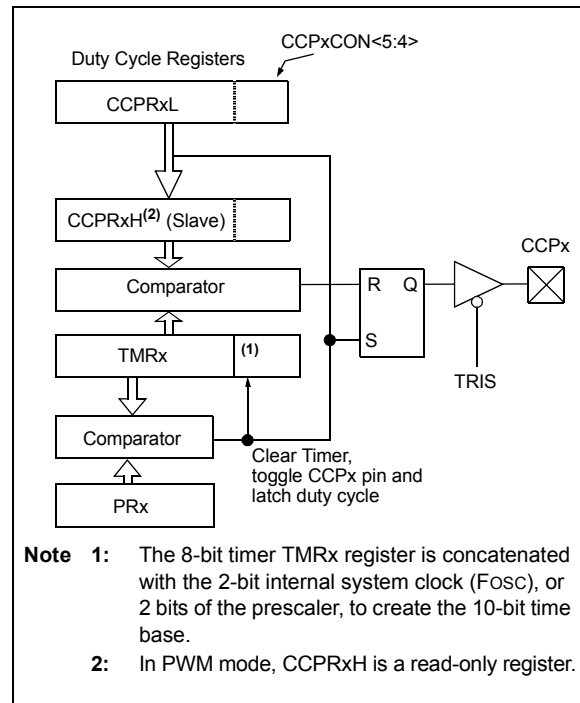 CCPxCON<5:4>
Duty Cycle Registers
CCPRxL
CCPRxH(2) (Slave)
CCPx
Comparator
R Q
TMRx
(1)
S
TRIS
Comparator
Clear Timer,
toggle CCPx pin and
latch duty cycle
PRx
Note 1: The 8-bit timer TMRx register is concatenated
with the 2-bit internal system clock (FOSC), or
2 bits of the prescaler, to create the 10-bit time
base.
2: In PWM mode, CCPRxH is a read-only register.